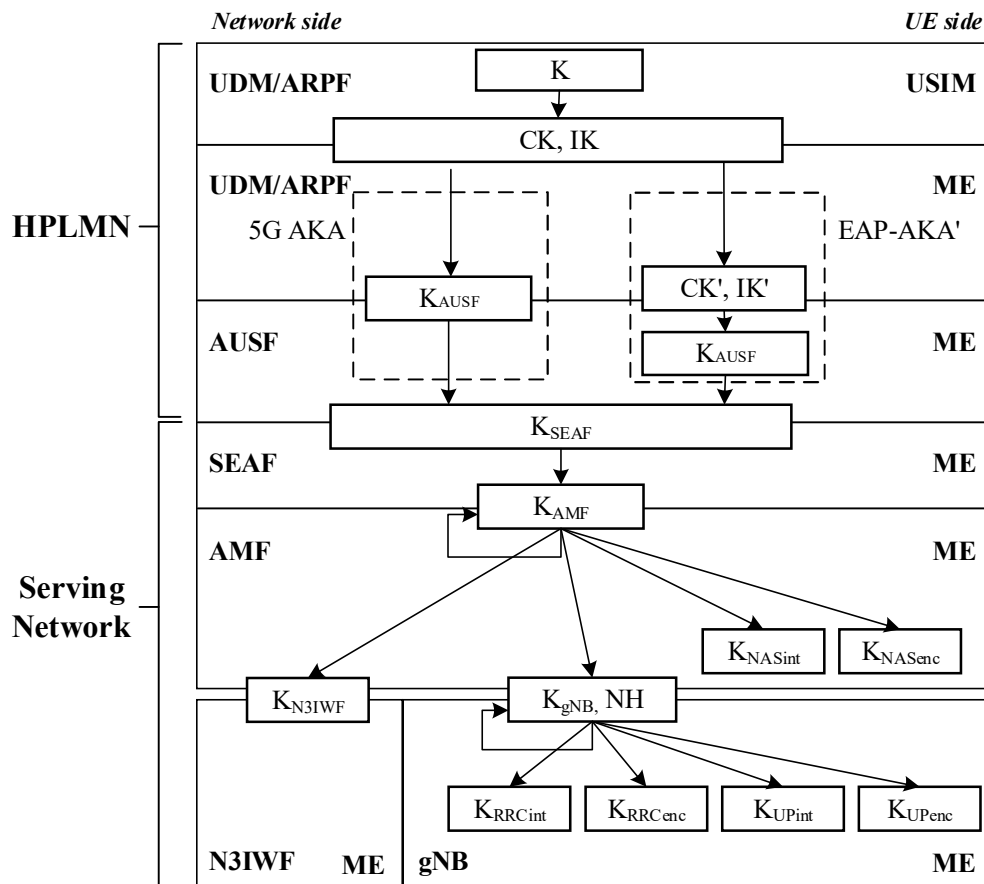 Network side
UE side
UDM/ARPF
K
USIM
CK, IK
UDM/ARPF
ME
HPLMN
5G AKA
EAP-AKA'
KAUSF
CK', IK'
AUSF
KAUSF
ME
KSEAF
SEAF
ME
KAMF
AMF
ME
Serving
Network
KNASint
KNASenc
KN3IWF
KgNB, NH
KRRCint
KRRCenc
KUPint
KUPenc
N3IWF
ME
gNB
ME